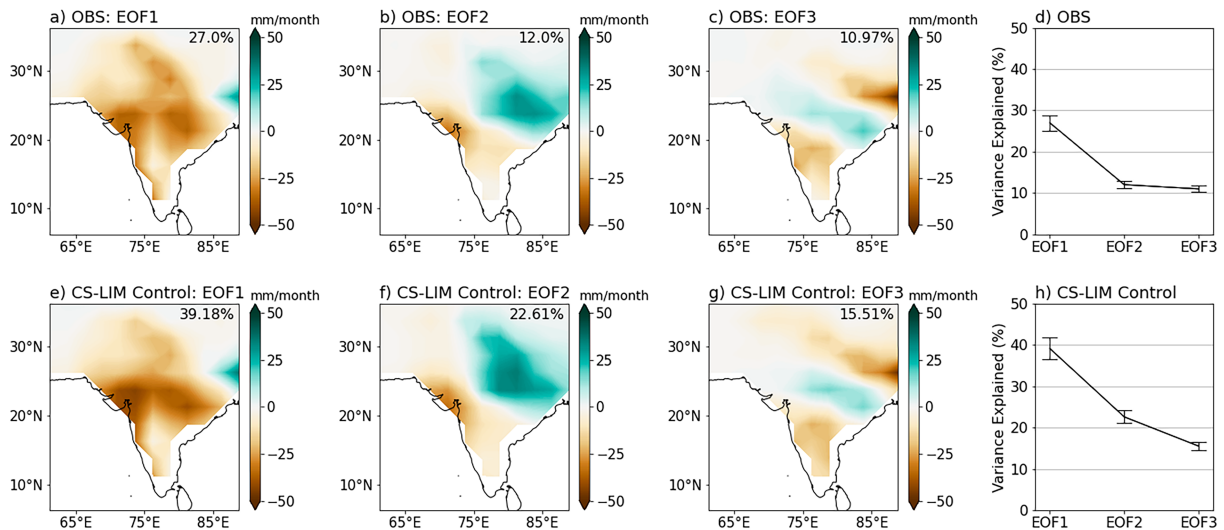 a) OBS: EOF1 mm/month b) OBS: EOF2 mm/month c) OBS: EOF3 mm/month d) OBS
27.0% 50 12.0% 50 10.97% 50 50
30°N 25 30°N 25 30°N 25 40
0 0 0 30
20°N 20°N 20°N 20
−25 −25 −25 10
10°N −50 10°N −50 10°N −50 0
Variance Explained (%)
65°E 75°E 85°E 65°E 75°E 85°E 65°E 75°E 85°E EOF1 EOF2 EOF3
e) CS-LIM Control: EOF1 mm/month f) CS-LIM Control: EOF2 mm/month g) CS-LIM Control: EOF3 mm/month h) CS-LIM Control
39.18% 50 22.61% 50 15.51% 50 50
30°N 25 30°N 25 30°N 25 40
0 0 0 30
20°N 20°N 20°N 20
−25 −25 −25 10
10°N −50 10°N −50 10°N −50 0
Variance Explained (%)
65°E 75°E 85°E 65°E 75°E 85°E 65°E 75°E 85°E EOF1 EOF2 EOF3